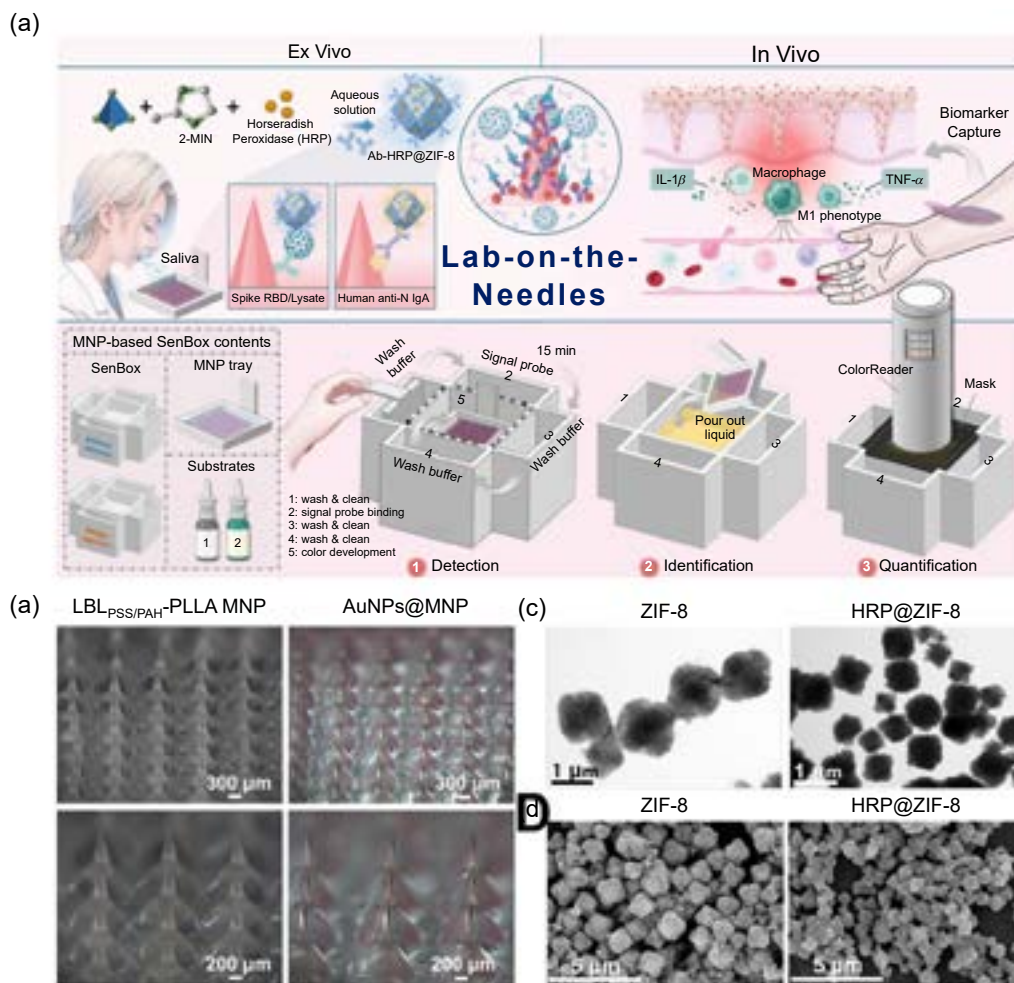 (a)
Ex Vivo
In Vivo
2-MIN
Horseradish
Peroxidase (HRP)
Aqueous
solution
Ab-HRP@ZIF-8
Saliva
Spike RBD/Lysate
Human anti-N IgA
Lab-on-the-
Needles
Biomarker
Capture
Macrophage
IL-1β
TNF-α
M1 phenotype
MNP-based SenBox contents
SenBox
MNP tray
Substrates
1
2
Wash
buffer
Signal probe
2
15 min
5
3
Wash buffer
4
Wash buffer
1: wash & clean
2: signal probe binding
3: wash & clean
4: wash & clean
5: color development
1 Detection
1
Pour out
liquid
3
4
2 Identification
ColorReader
Mask
2
1
3
4
3 Quantification
(a)
LBL<sub>PSS/PAH</sub>-PLLA MNP
AuNPs@MNP
300 μm
300 μm
200 μm
200 μm
(c)
ZIF-8
HRP@ZIF-8
1 μm
1 μm
d
ZIF-8
HRP@ZIF-8
5 μm
5 μm